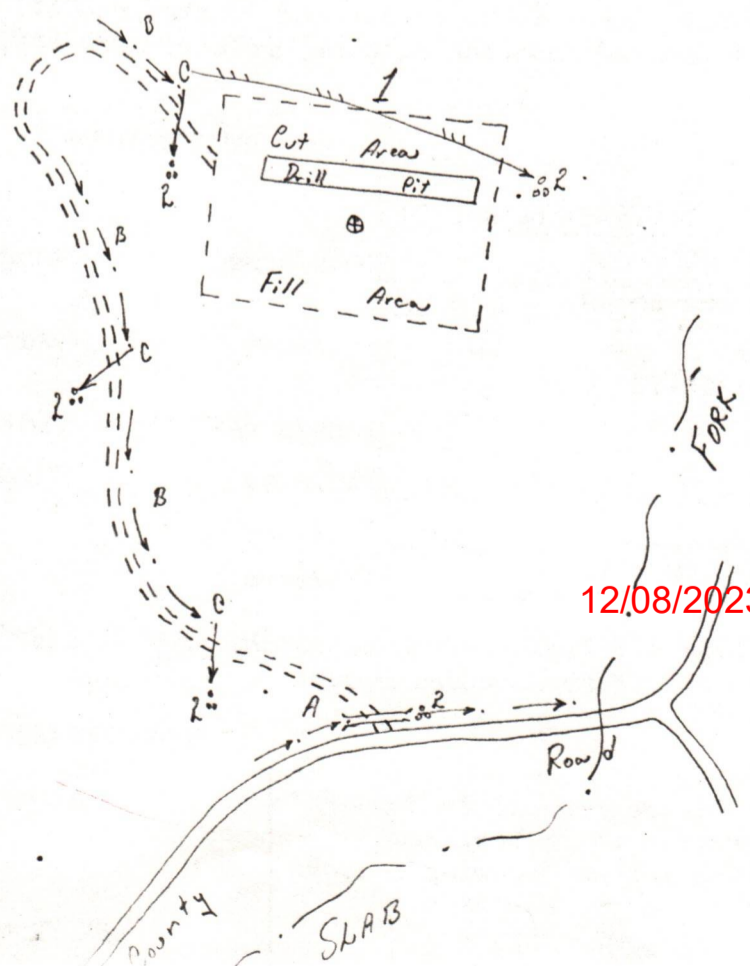 B
C
1
2
Cut Area
Drill Pit
2
Fill Area
B
C
2
FORK
B
12/08/2023
C
2
A
2
Road
County
SLAB